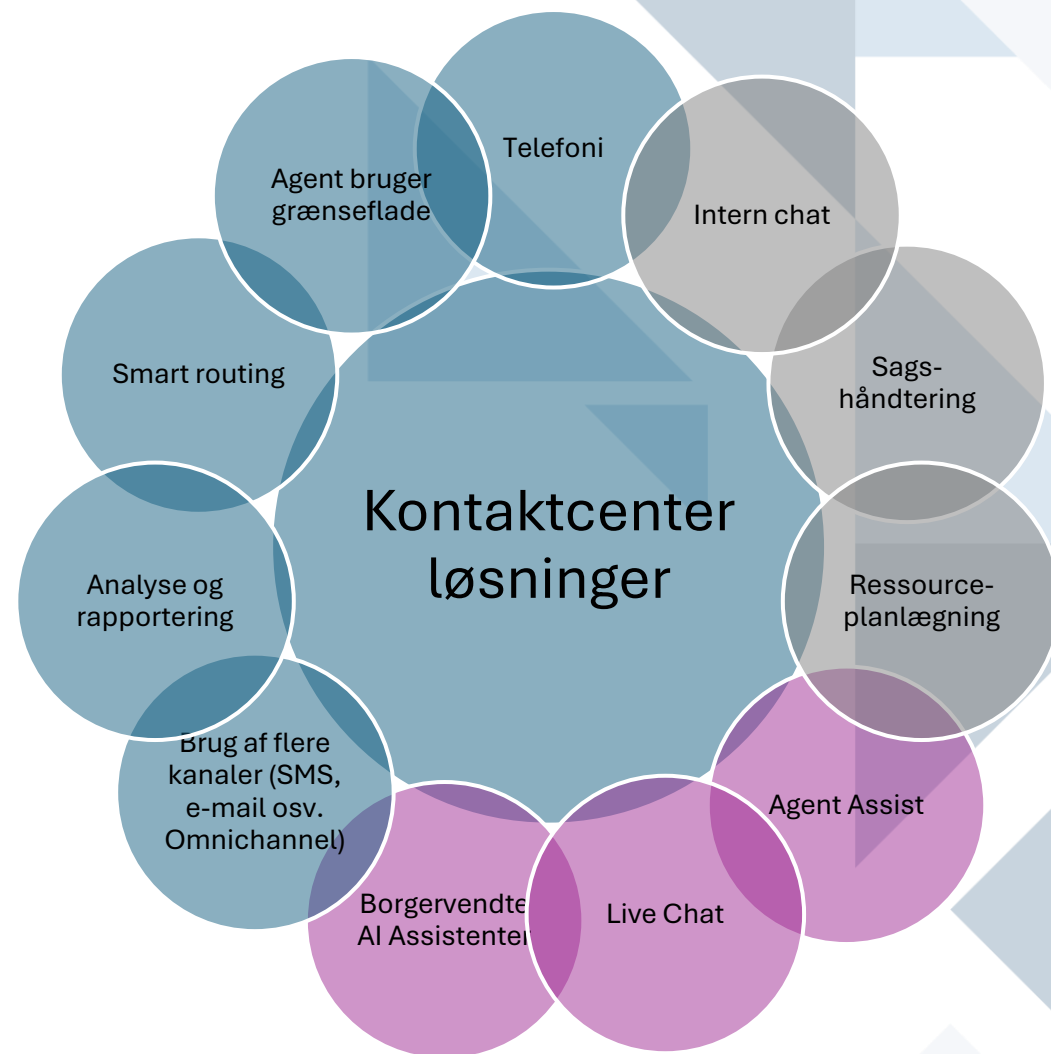 Telefoni
Intern chat
Sags-
håndtering
Ressource-
planlægning
Agent Assist
Live Chat
Borgervendte
AI Assistenter
Brug af flere
kanaler (SMS,
e-mail osv.
Omnichannel)
Analyse og
rapportering
Smart routing
Agent bruger
grænseflade
Kontaktcenter
løsninger